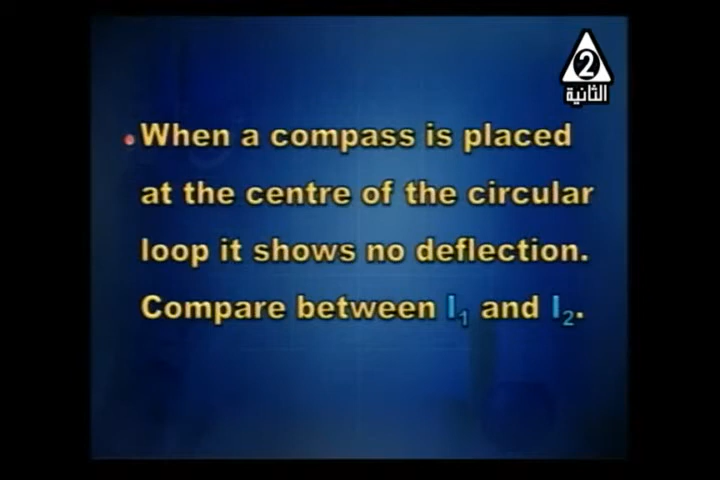 2
الثانية
• When a compass is placed
at the centre of the circular
loop it shows no deflection.
Compare between I₁ and I₂.